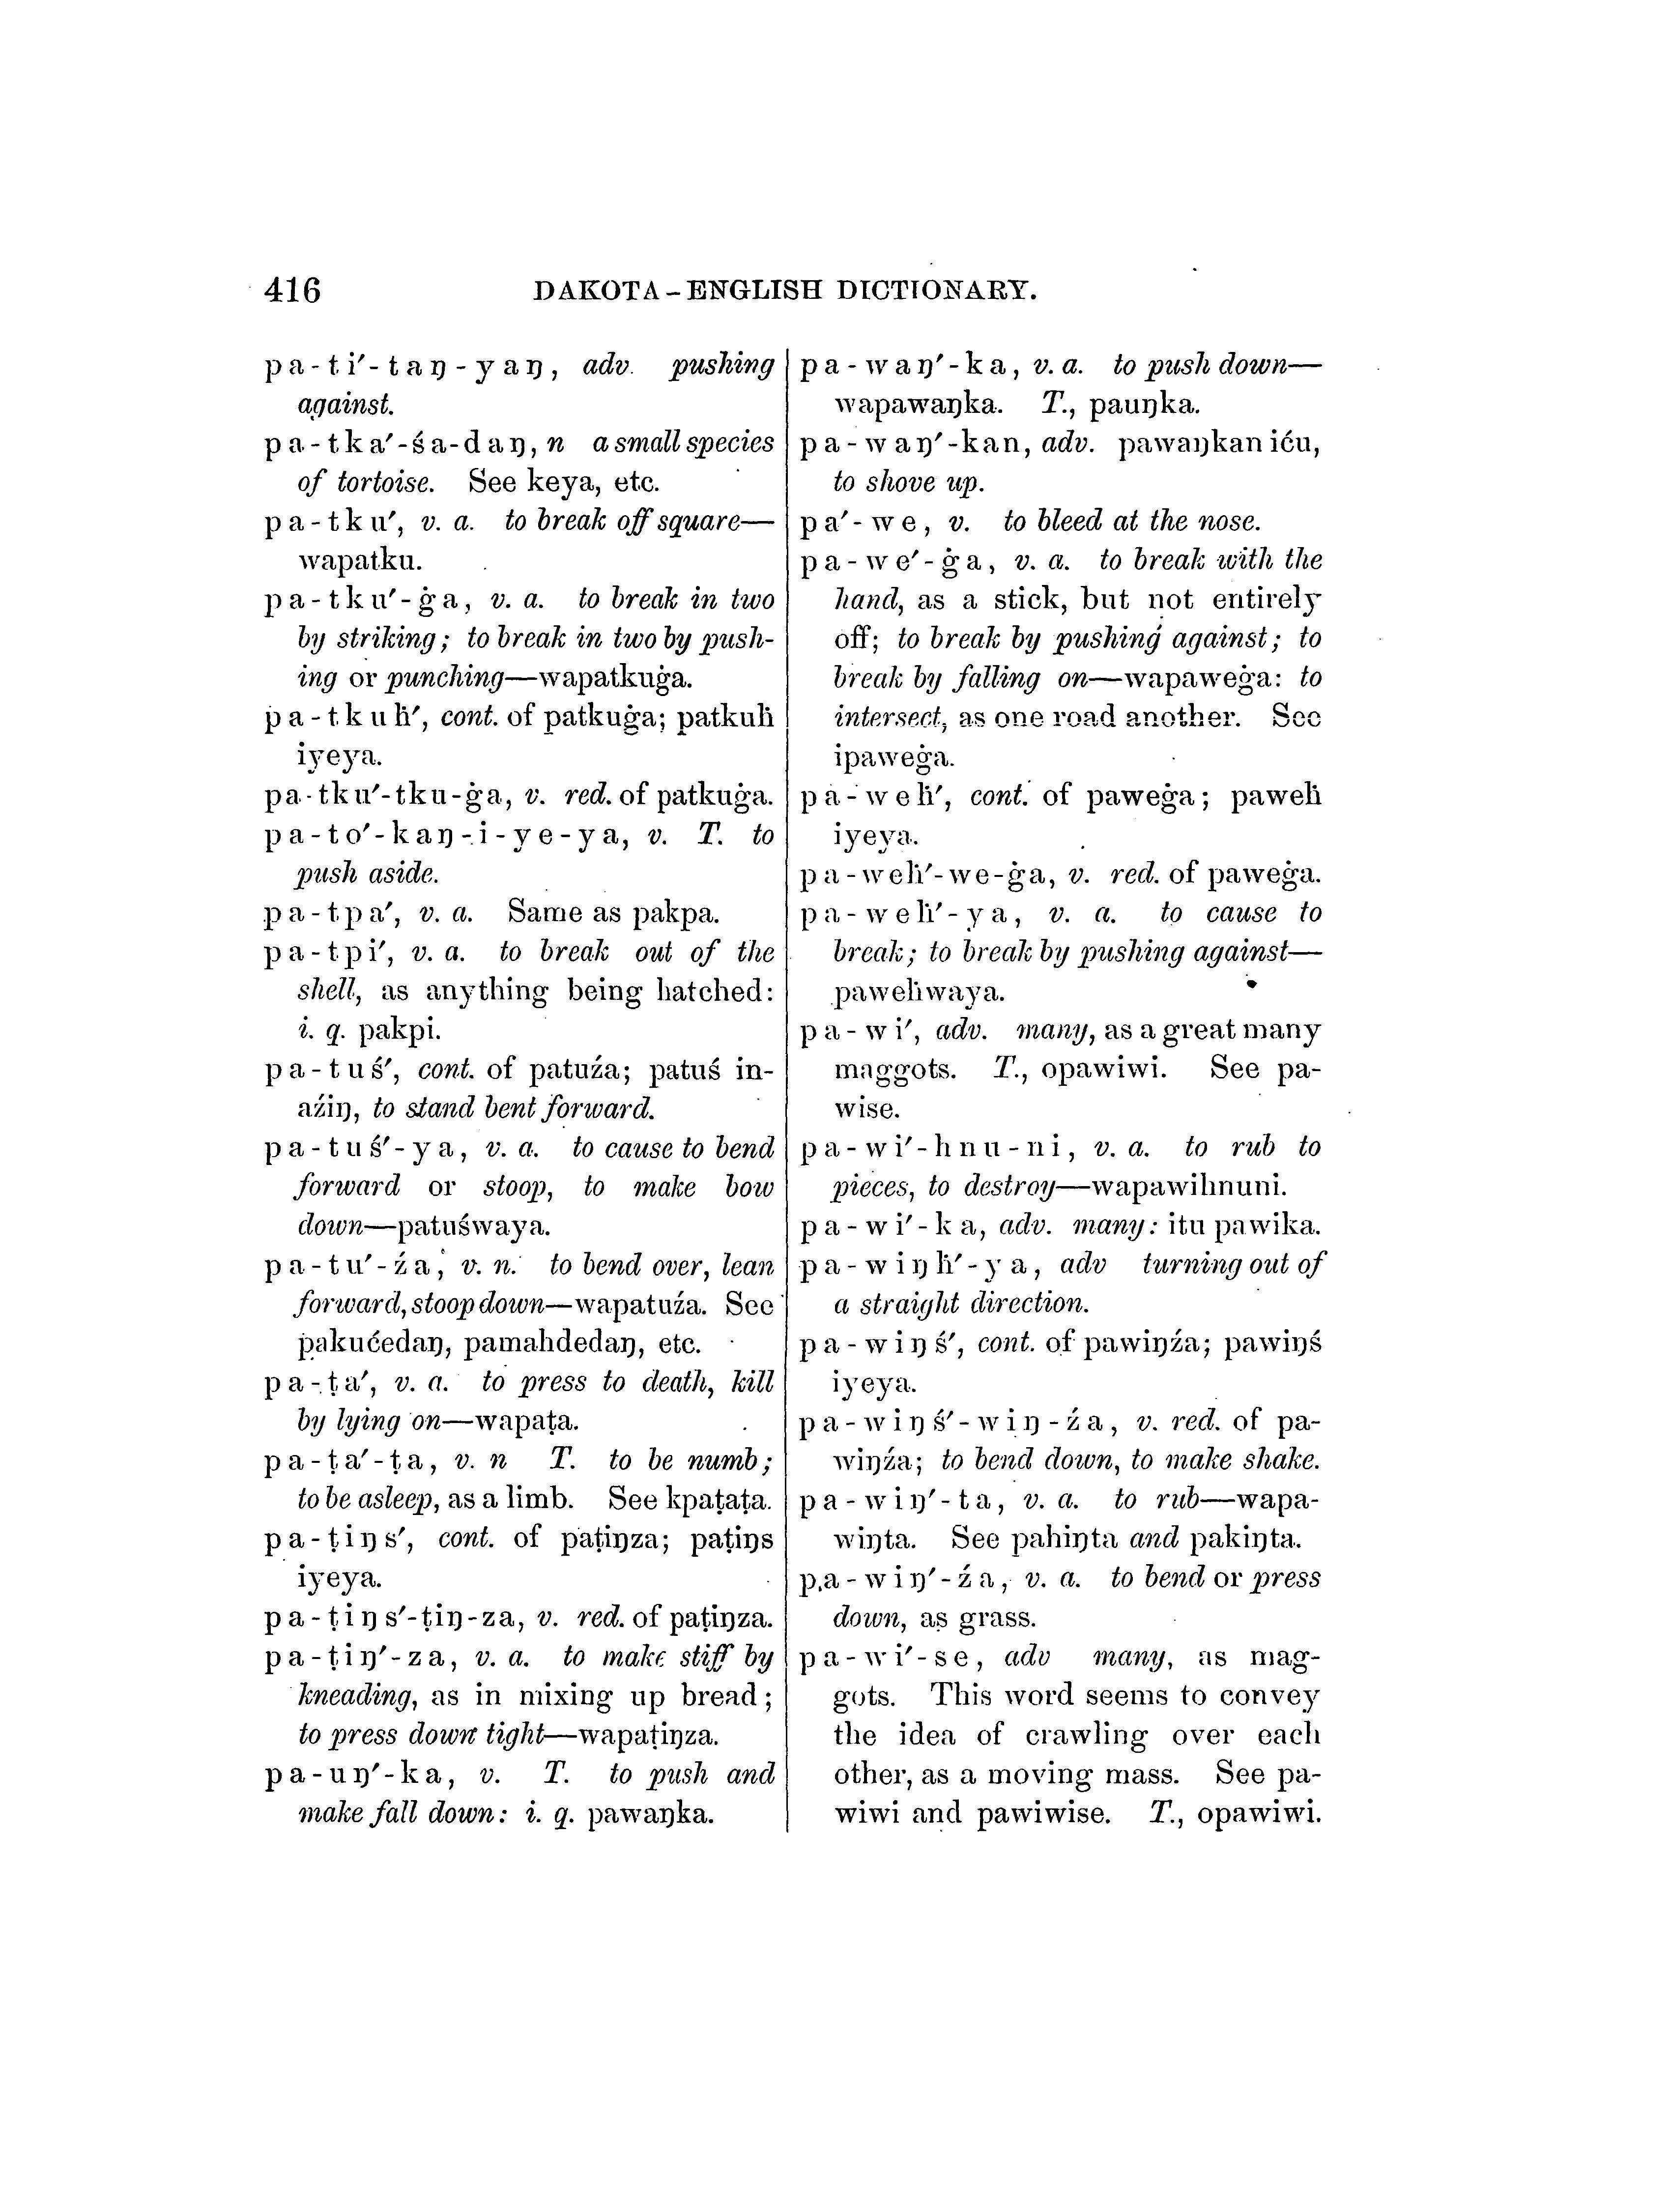 416 DAKOTA-ENGLISH DICTIONARY.
pa-ti′-taŋ-yaŋ, adv. pushing
against.
pa-tka′-śa-daŋ, n a small species
of tortoise. See keya, etc.
pa-tku′, v. a. to break off square—
wapatku.
pa-tku′-ġa, v. a. to break in two
by striking; to break in two by push-
ing or punching—wapatkuġa.
pa-tkuḣ′, cont. of patkuġa; patkuḣ
iyeya.
pa-tku′-tku-ġa, v. red. of patkuġa.
pa-to′-kaŋ-i-ye-ya, v. T. to
push aside.
pa-tpa′, v. a. Same as pakpa.
pa-tpi′, v. a. to break out of the
shell, as anything being hatched:
i. q. pakpi.
pa-tuś′, cont. of patuźa; patuś in-
aźiŋ, to stand bent forward.
pa-tuś′-ya, v. a. to cause to bend
forward or stoop, to make bow
down—patuśwaya.
pa-tu′-źa, v. n. to bend over, lean
forward, stoop down—wapatuźa. See
pakućedaŋ, pamahdedaŋ, etc.
pa-ṭa′, v. a. to press to death, kill
by lying on—wapaṭa.
pa-ṭa′-ṭa, v. n T. to be numb;
to be asleep, as a limb. See kpaṭaṭa.
pa-ṭiŋs′, cont. of paṭiŋza; paṭiŋs
iyeya.
pa-ṭiŋs′-ṭiŋ-za, v. red. of paṭiŋza.
pa-ṭiŋ′-za, v. a. to make stiff by
kneading, as in mixing up bread;
to press down tight—wapaṭiŋza.
pa-uŋ′-ka, v. T. to push and
make fall down: i. q. pawaŋka.
pa-waŋ′-ka, v. a. to push down—
wapawaŋka. T., pauŋka.
pa-waŋ′-kan, adv. pawaŋkan iću,
to shove up.
pa′-we, v. to bleed at the nose.
pa-we′-ġa, v. a. to break with the
hand, as a stick, but not entirely
off; to break by pushing against; to
break by falling on—wapaweġa: to
intersect, as one road another. See
ipaweġa.
pa-weḣ′, cont. of paweġa; paweḣ
iyeya.
pa-weḣ′-we-ġa, v. red. of paweġa.
pa-weḣ′-ya, v. a. to cause to
break; to break by pushing against—
paweḣwaya.
pa-wi′, adv. many, as a great many
maggots. T., opawiwi. See pa-
wise.
pa-wi′-hnu-ni, v. a. to rub to
pieces, to destroy—wapawihnuni.
pa-wi′-ka, adv. many: itu pawika.
pa-wiŋḣ′-ya, adv turning out of
a straight direction.
pa-wiŋś′, cont. of pawiŋźa; pawiŋś
iyeya.
pa-wiŋś′-wiŋ-źa, v. red. of pa-
wiŋźa; to bend down, to make shake.
pa-wiŋ′-ta, v. a. to rub—wapa-
wiŋta. See pahiŋta and pakiŋta.
pa-wiŋ′-źa, v. a. to bend or press
down, as grass.
pa-wi′-se, adv many, as mag-
gots. This word seems to convey
the idea of crawling over each
other, as a moving mass. See pa-
wiwi and pawiwise. T., opawiwi.